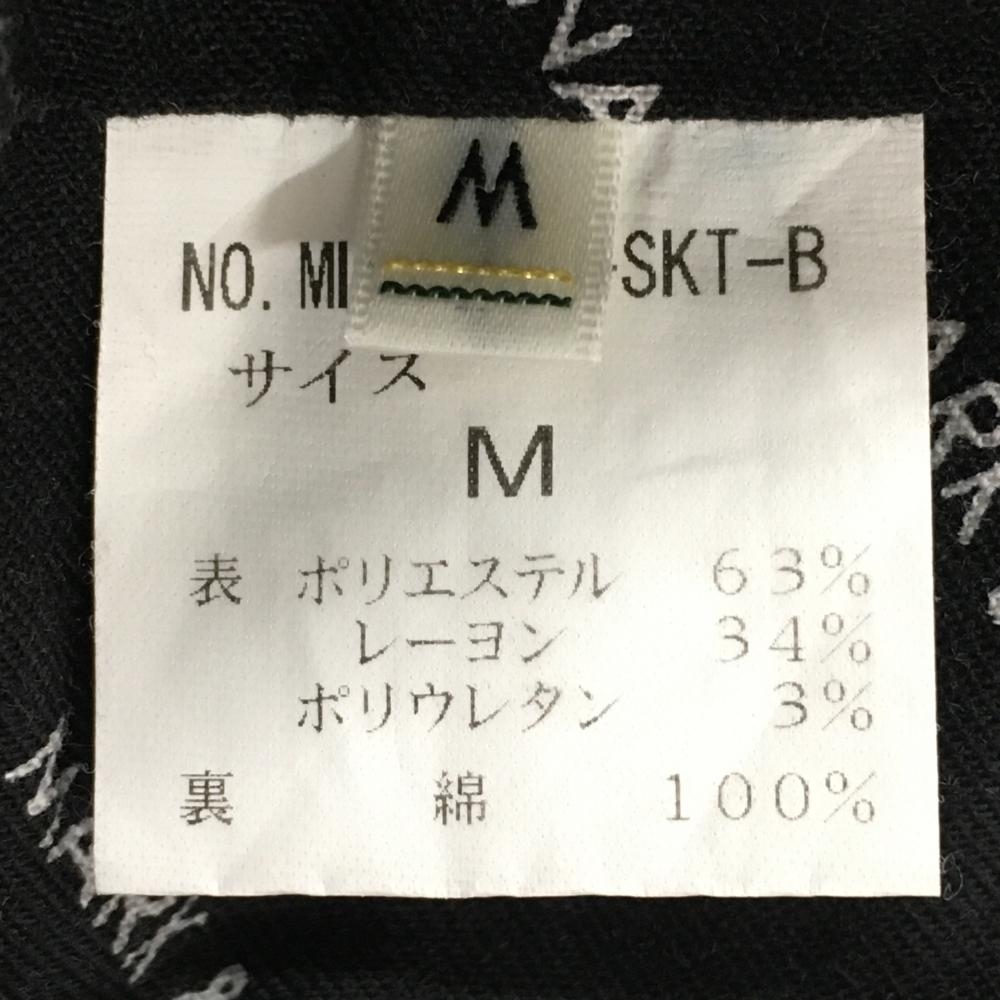 M
NO. MI -SKT-B
サイズ
M
表 ポリエステル 63%
レーヨン 34%
ポリウレタン 3%
裏 綿 100%